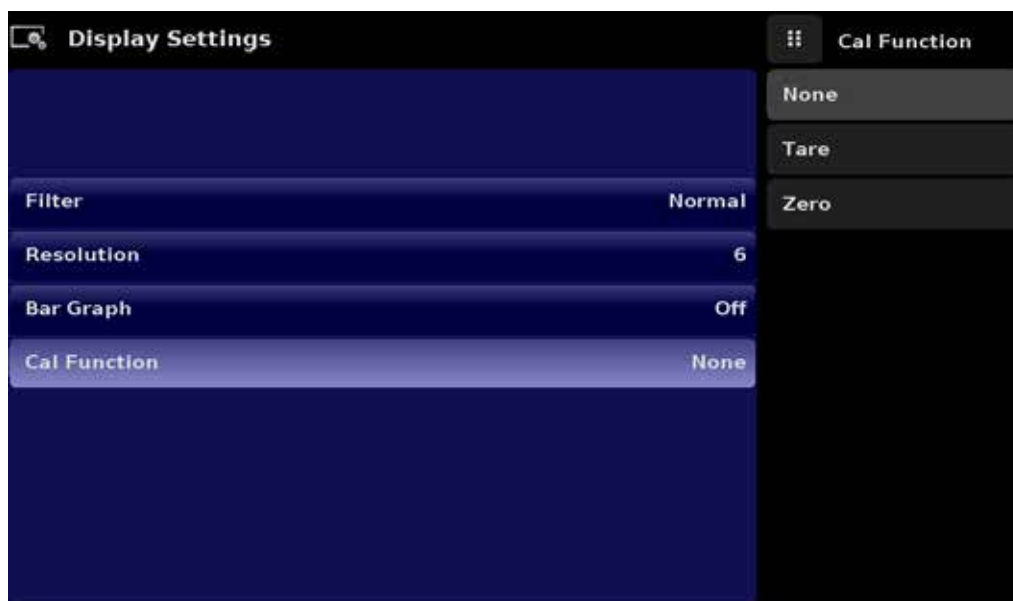 Display Settings
Filter Normal
Resolution 6
Bar Graph Off
Cal Function None
Cal Function
None
Tare
Zero